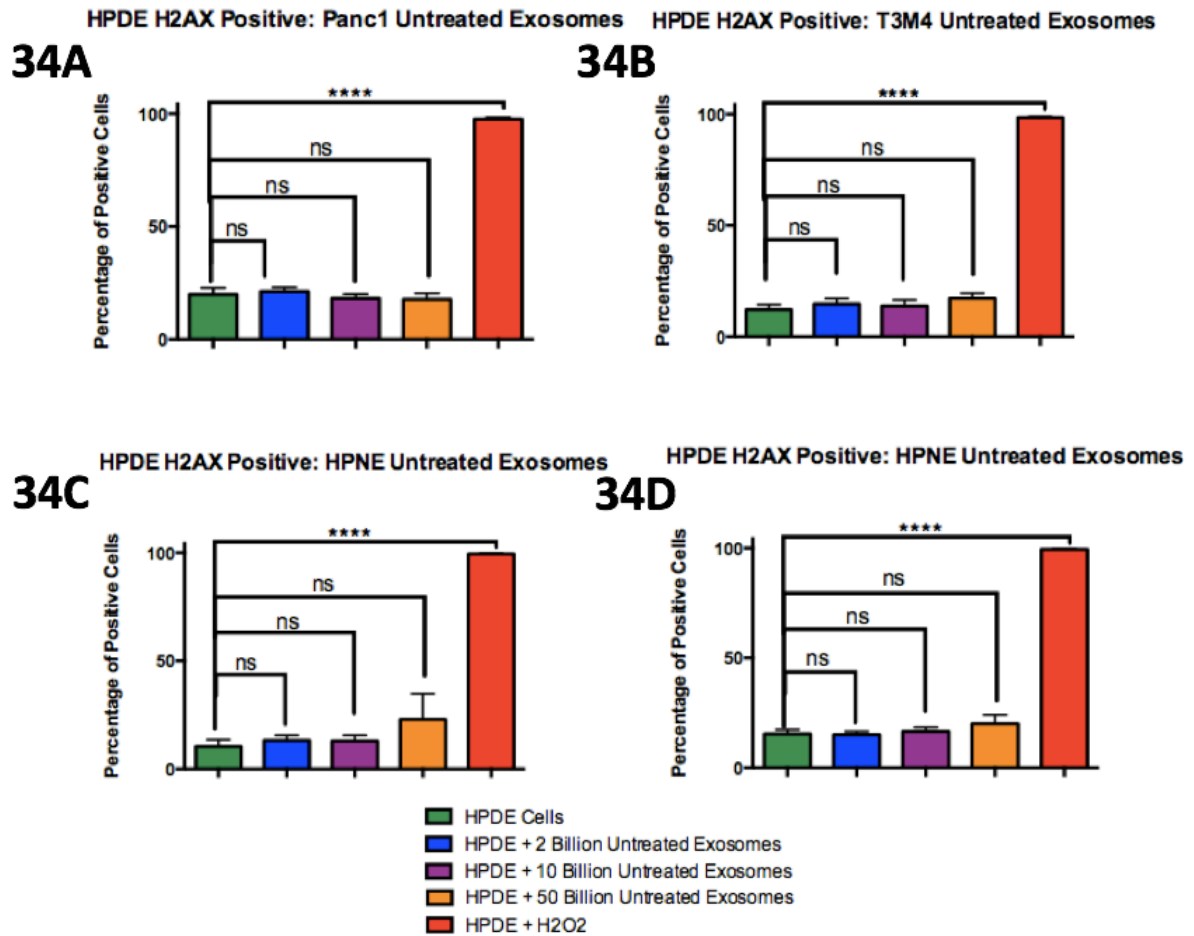 HPDE H2AX Positive: Panc1 Untreated Exosomes
34A
Percentage of Positive Cells
100
50
0
****
ns
ns
ns
HPDE H2AX Positive: T3M4 Untreated Exosomes
34B
Percentage of Positive Cells
100
50
0
****
ns
ns
ns
HPDE H2AX Positive: HPNE Untreated Exosomes
34C
Percentage of Positive Cells
100
50
0
****
ns
ns
ns
HPDE H2AX Positive: HPNE Untreated Exosomes
34D
Percentage of Positive Cells
100
50
0
****
ns
ns
ns
HPDE Cells
HPDE + 2 Billion Untreated Exosomes
HPDE + 10 Billion Untreated Exosomes
HPDE + 50 Billion Untreated Exosomes
HPDE + H2O2